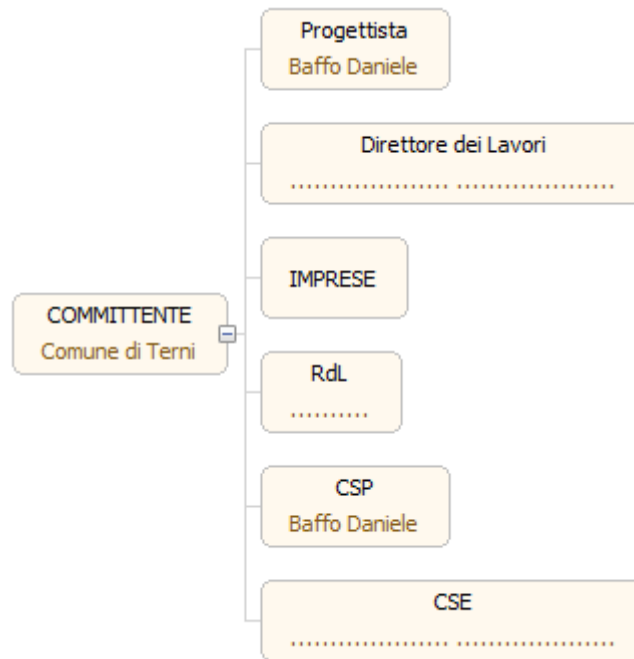 Progettista
Baffo Daniele
Direttore dei Lavori
..................... .....................
IMPRESE
COMMITTENTE
Comune di Terni
RdL
..........
CSP
Baffo Daniele
CSE
..................... .....................